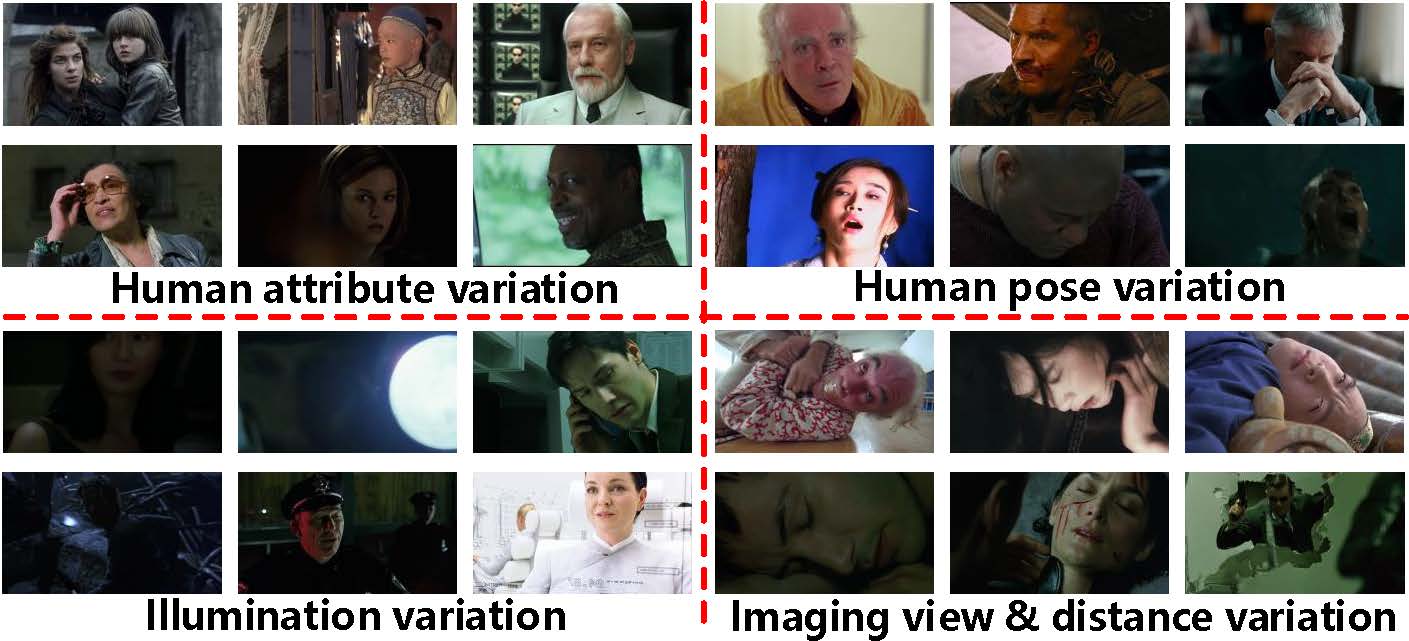 Human attribute variation
Human pose variation
Illumination variation
Imaging view & distance variation